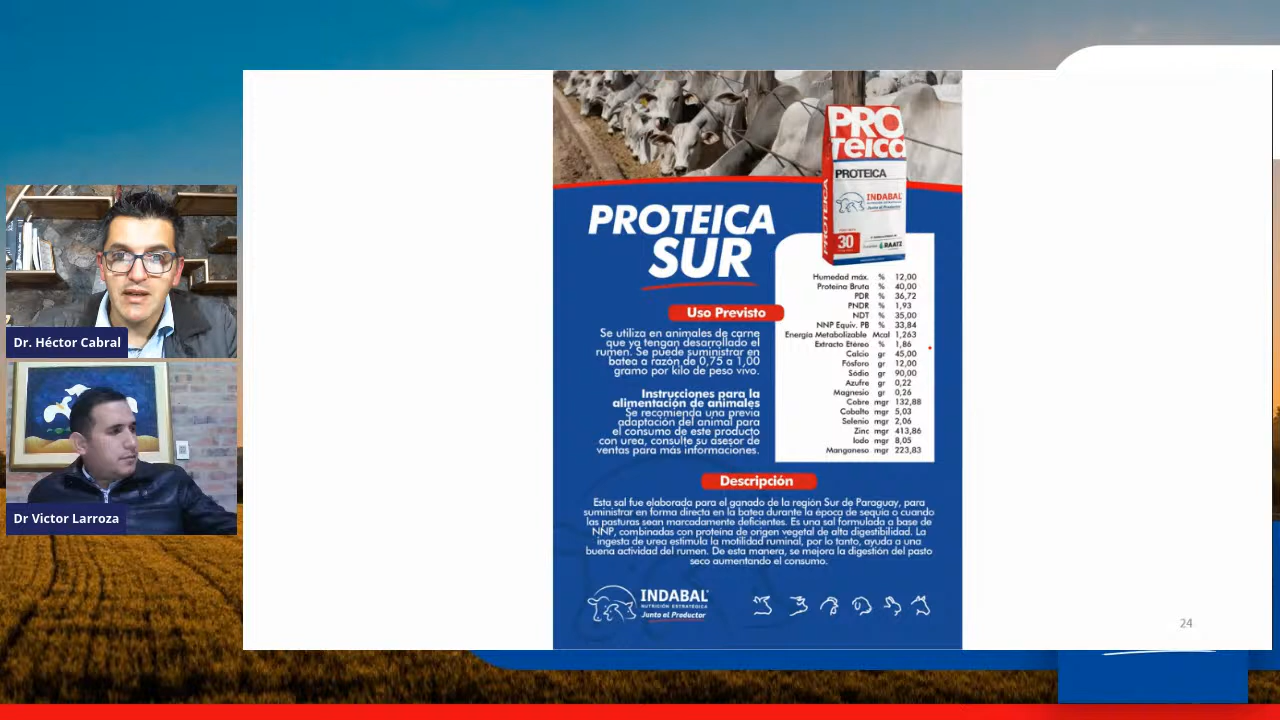 PRO
Teica
PROTEICA
INDABAL
Junto al Productor
PROTEICA
30
BAATZ
PROTEICA
SUR
Uso Previsto
Se utiliza en animales de carne
que ya tengan desarrollado el
rumen. Se puede suministrar en
batea a razón de 0,75 a 1,00
gramo por kilo de peso vivo.
Instrucciones para la
alimentación de animales
Se recomienda una previa
adaptación del animal para
el consumo de este producto
con urea, consulte su asesor de
ventas para más informaciones.
Humedad máx. % 12,00
Proteina Bruta % 40,00
PDR % 36,72
PNDR % 1,93
NDT % 35,00
NNP Equiv. PB % 33,84
Energía Metabolizable Mcal 1,263
Extracto Etéreo % 1,86
Calcio gr 45,00
Fósforo gr 12,00
Sódio gr 90,00
Azufre gr 0,22
Magnesio gr 0,26
Cobre mgr 132,88
Cobalto mgr 5,03
Selenio mgr 2,06
Zinc mgr 413,86
Iodo mgr 8,05
Manganeso mgr 223,83
Descripción
Esta sal fue elaborada para el ganado de la región Sur de Paraguay, para
suministrar en forma directa en la batea durante la época de sequía o cuando
las pasturas sean marcadamente deficientes. Es una sal formulada a base de
NNP, combinadas con proteína de origen vegetal de alta digestibilidad. La
ingesta de urea estimula la motilidad ruminal, por lo tanto, ayuda a una
buena actividad del rumen. De esta manera, se mejora la digestión del pasto
seco aumentando el consumo.
INDABAL
NUTRICIÓN ESTRATÉGICA
Junto al Productor
24
Dr. Héctor Cabral
Dr Victor Larroza